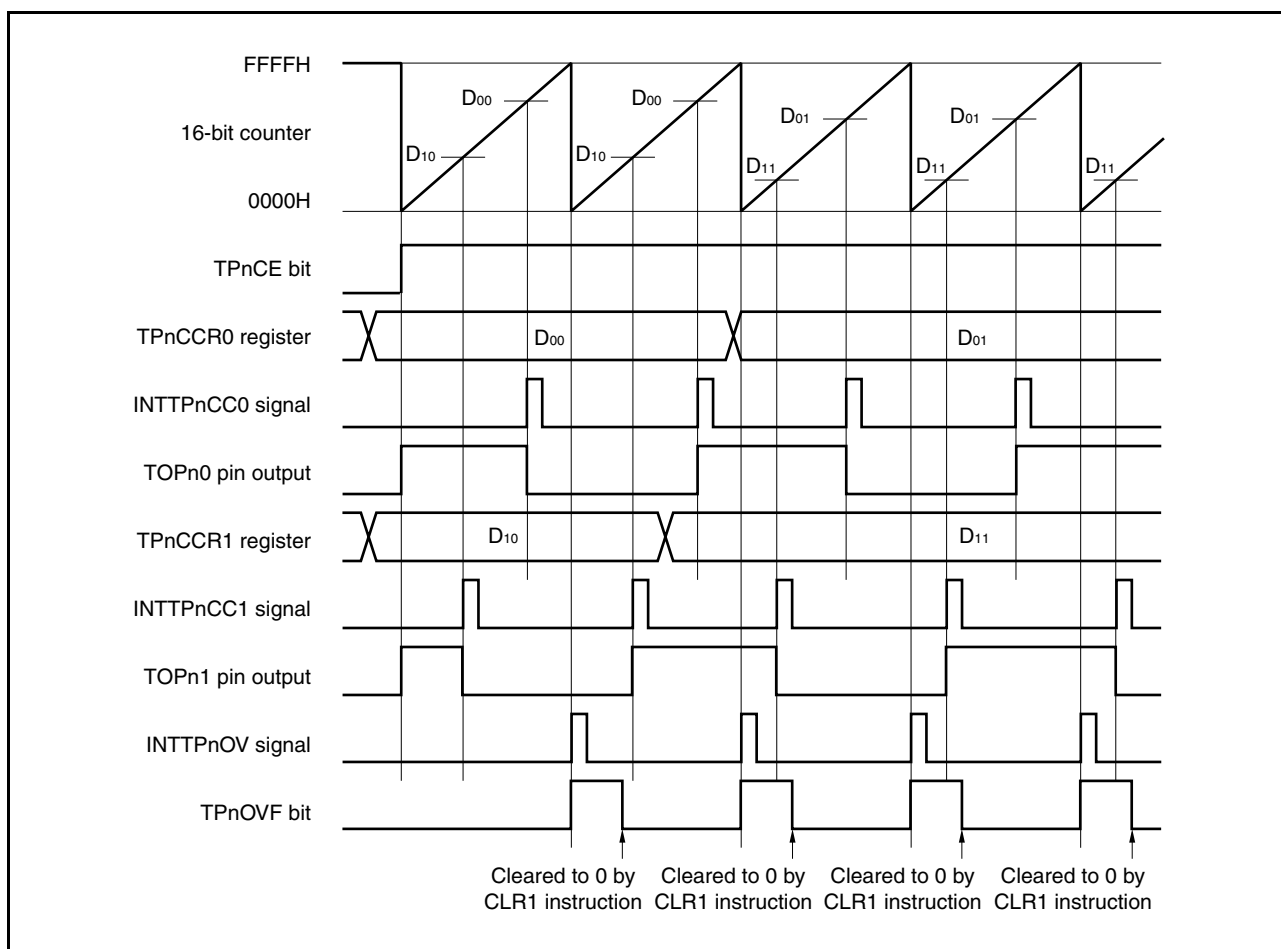 FFFFH
D00 D00
D01 D01
16-bit counter
D10 D10
D11 D11 D11
0000H
TPnCE bit
TPnCCR0 register
D00 D01
INTTPnCC0 signal
TOPn0 pin output
TPnCCR1 register
D10 D11
INTTPnCC1 signal
TOPn1 pin output
INTTPnOV signal
TPnOVF bit
Cleared to 0 by
CLR1 instruction
Cleared to 0 by
CLR1 instruction
Cleared to 0 by
CLR1 instruction
Cleared to 0 by
CLR1 instruction